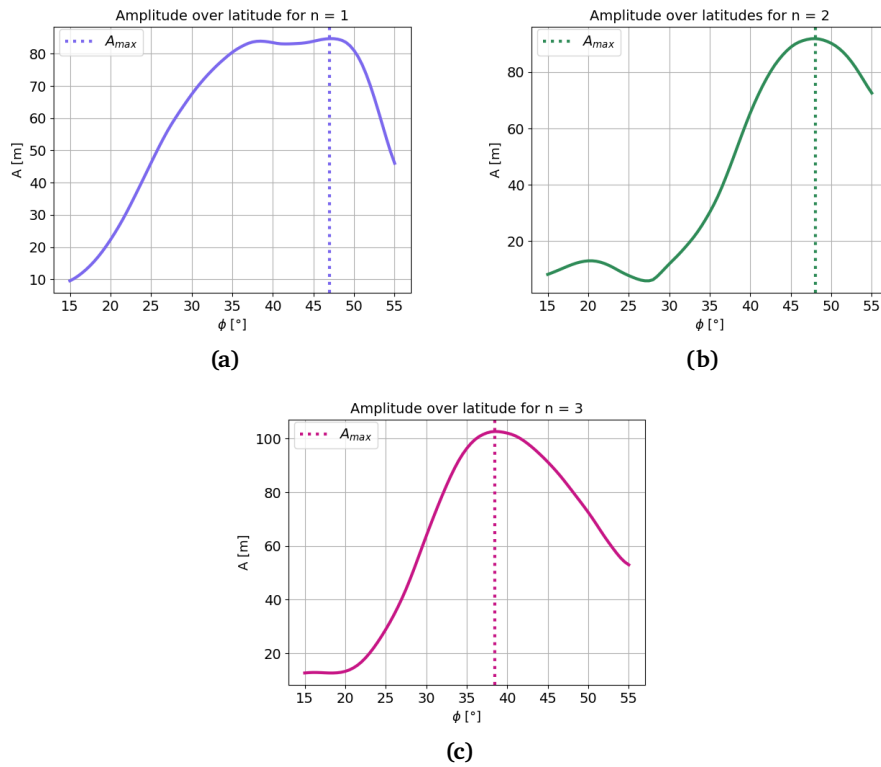 Amplitude over latitude for n = 1
A_max
A [m]
80
70
60
50
40
30
20
10
15 20 25 30 35 40 45 50 55
ϕ [°]
(a)
Amplitude over latitudes for n = 2
A_max
A [m]
80
60
40
20
15 20 25 30 35 40 45 50 55
ϕ [°]
(b)
Amplitude over latitude for n = 3
A_max
A [m]
100
80
60
40
20
15 20 25 30 35 40 45 50 55
ϕ [°]
(c)